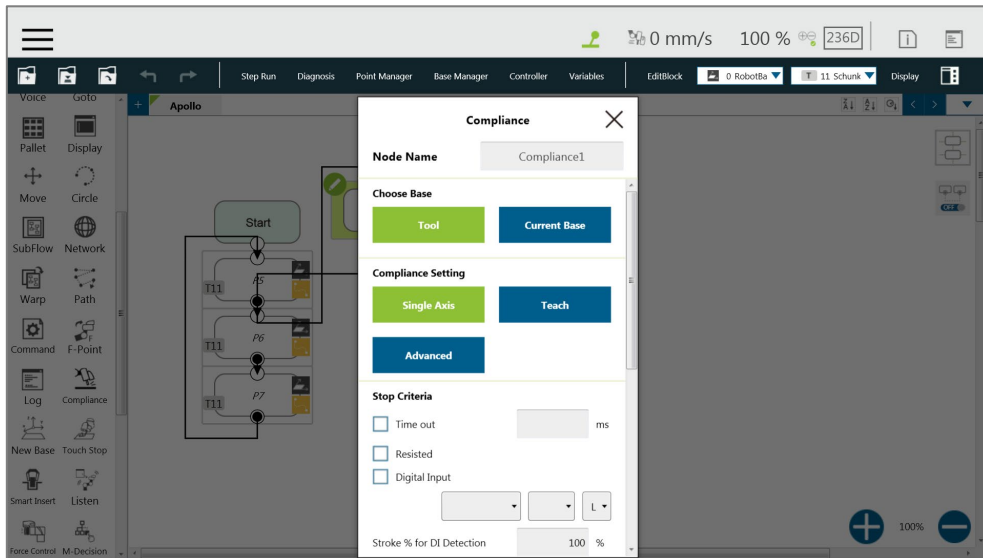 0 mm/s 100 % 236D
Step Run Diagnosis Point Manager Base Manager Controller Variables EditBlock 0 RobotBa T 11 Schunk Display
Voice Goto
+ Apollo
Pallet Display
Move Circle
SubFlow Network
Warp Path
Command F-Point
Log Compliance
New Base Touch Stop
Smart Insert Listen
Force Control M-Decision
Start
T11 P5
T11 P6
T11 P7
Compliance
Node Name Compliance1
Choose Base
Tool Current Base
Compliance Setting
Single Axis Teach
Advanced
Stop Criteria
Time out ms
Resisted
Digital Input
L
Stroke % for DI Detection 100 %
OFF
100%